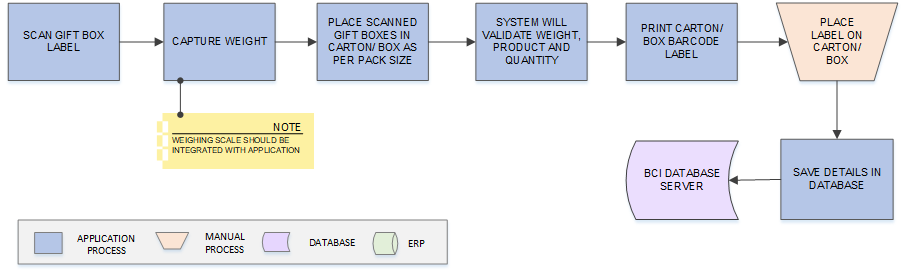 SCAN GIFT BOX
LABEL
CAPTURE WEIGHT
PLACE SCANNED
GIFT BOXES IN
CARTON/ BOX AS
PER PACK SIZE
SYSTEM WILL
VALIDATE WEIGHT,
PRODUCT AND
QUANTITY
PRINT CARTON/
BOX BARCODE
LABEL
PLACE
LABEL ON
CARTON/
BOX
NOTE
WEIGHING SCALE SHOULD BE
INTEGRATED WITH APPLICATION
BCI DATABASE
SERVER
SAVE DETAILS IN
DATABASE
APPLICATION
PROCESS
MANUAL
PROCESS
DATABASE
ERP